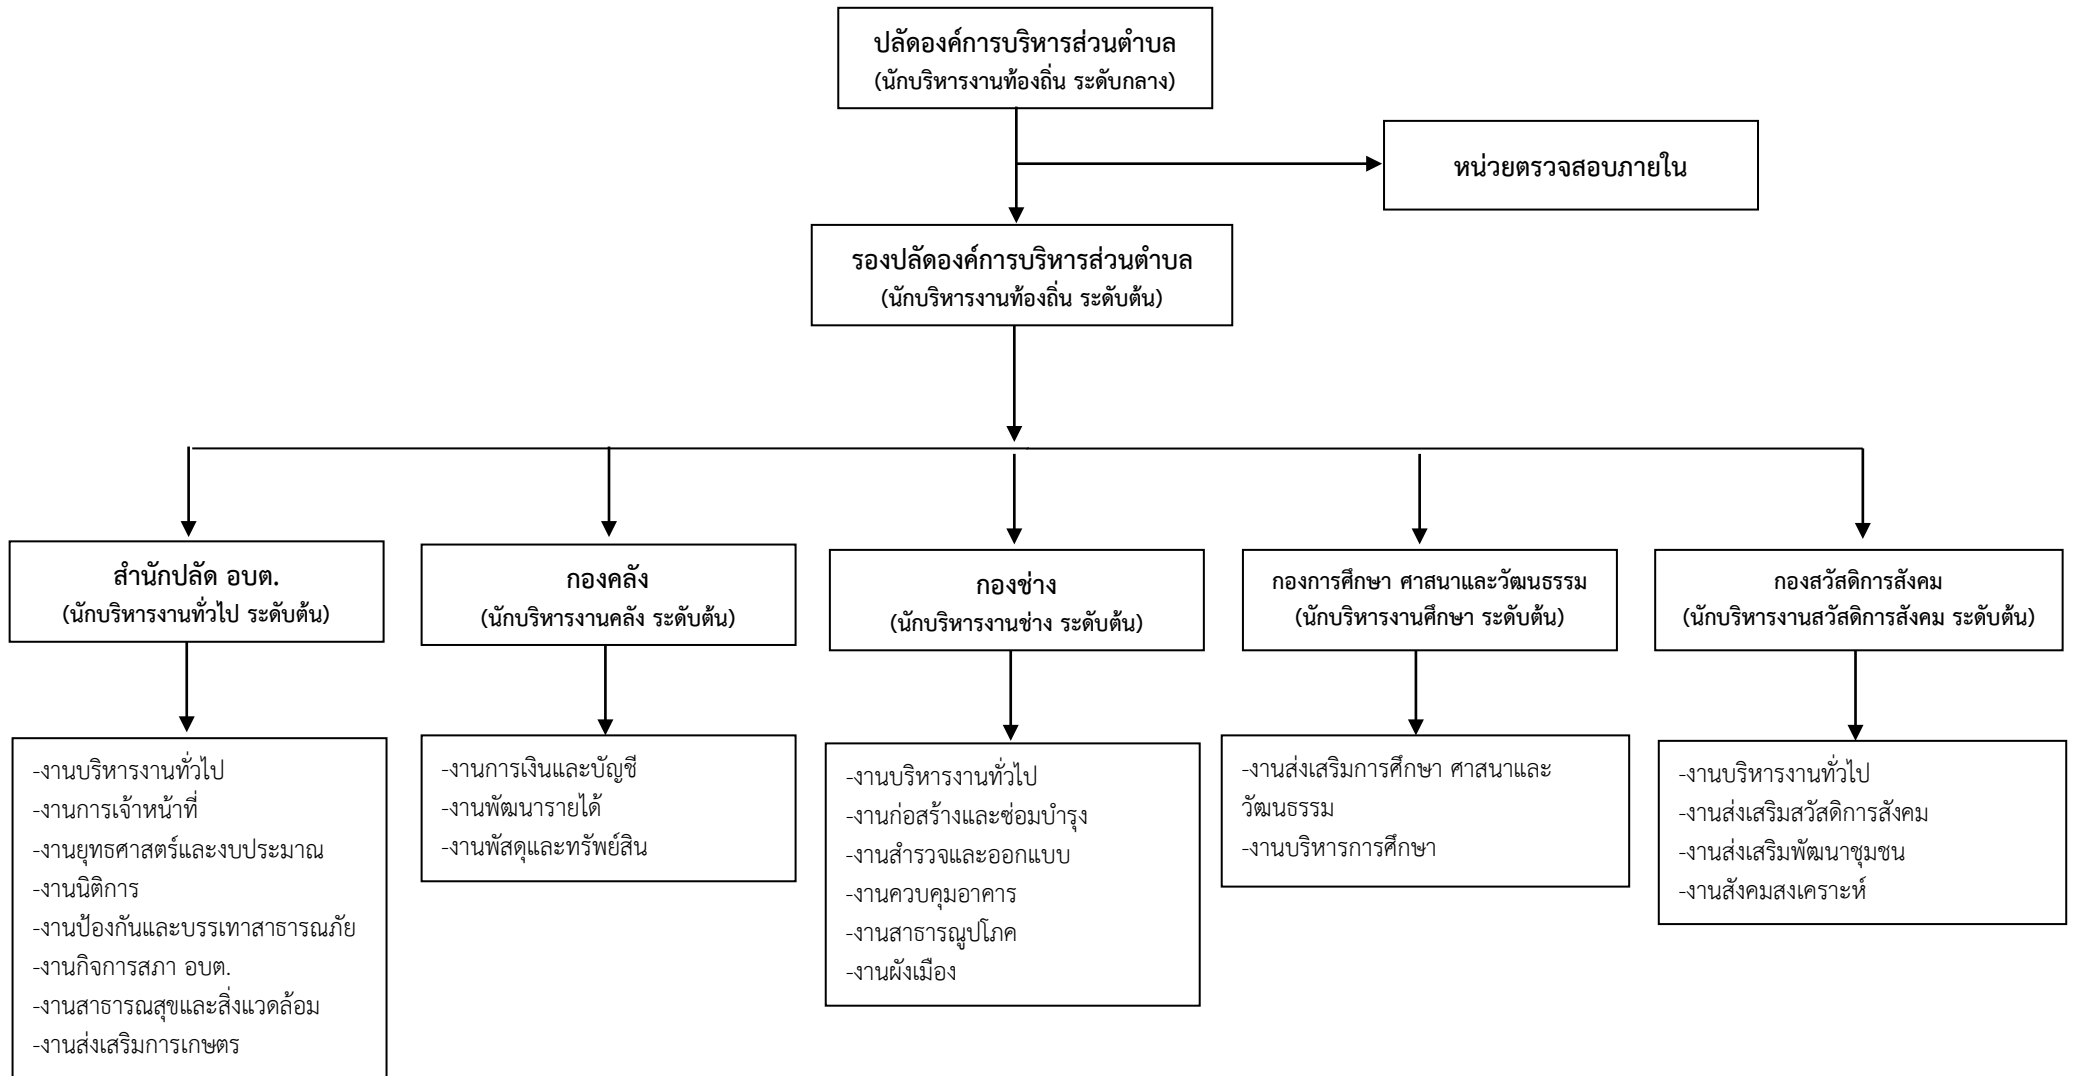 ปลัดองค์การบริหารส่วนตำบล
(นักบริหารงานท้องถิ่น ระดับกลาง)
หน่วยตรวจสอบภายใน
รองปลัดองค์การบริหารส่วนตำบล
(นักบริหารงานท้องถิ่น ระดับต้น)
สำนักปลัด อบต.
(นักบริหารงานทั่วไป ระดับต้น)
กองคลัง
(นักบริหารงานคลัง ระดับต้น)
กองช่าง
(นักบริหารงานช่าง ระดับต้น)
กองการศึกษา ศาสนาและวัฒนธรรม
(นักบริหารงานศึกษา ระดับต้น)
กองสวัสดิการสังคม
(นักบริหารงานสวัสดิการสังคม ระดับต้น)
-งานบริหารงานทั่วไป
-งานการเจ้าหน้าที่
-งานยุทธศาสตร์และงบประมาณ
-งานนิติการ
-งานป้องกันและบรรเทาสาธารณภัย
-งานกิจการสภา อบต.
-งานสาธารณสุขและสิ่งแวดล้อม
-งานส่งเสริมการเกษตร
-งานการเงินและบัญชี
-งานพัฒนารายได้
-งานพัสดุและทรัพย์สิน
-งานบริหารงานทั่วไป
-งานก่อสร้างและซ่อมบำรุง
-งานสำรวจและออกแบบ
-งานควบคุมอาคาร
-งานสาธารณูปโภค
-งานผังเมือง
-งานส่งเสริมการศึกษา ศาสนาและ
วัฒนธรรม
-งานบริหารการศึกษา
-งานบริหารงานทั่วไป
-งานส่งเสริมสวัสดิการสังคม
-งานส่งเสริมพัฒนาชุมชน
-งานสังคมสงเคราะห์